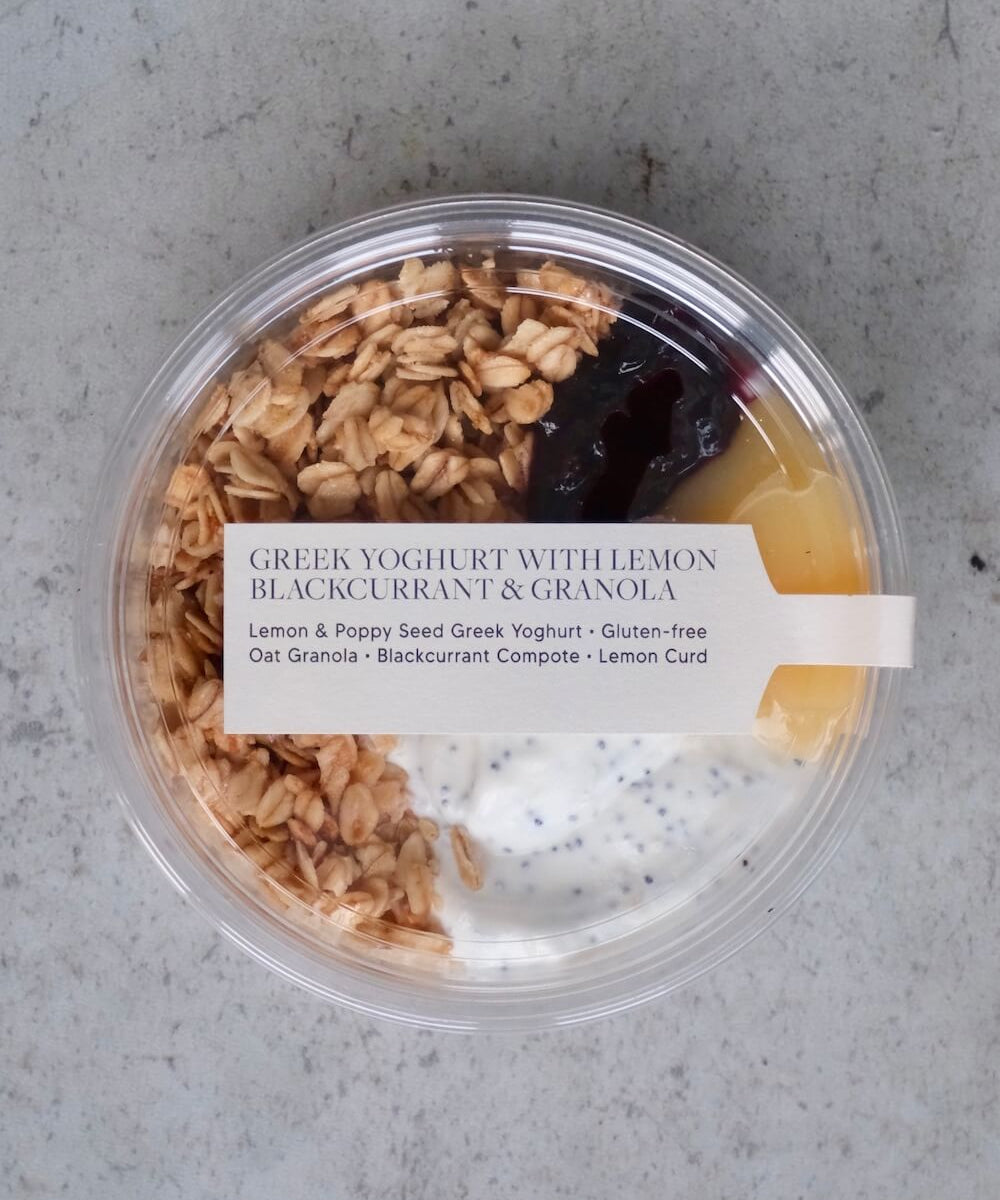 GREEK YOGHURT WITH LEMON
BLACKCURRANT & GRANOLA
Lemon & Poppy Seed Greek Yoghurt • Gluten-free
Oat Granola • Blackcurrant Compote • Lemon Curd